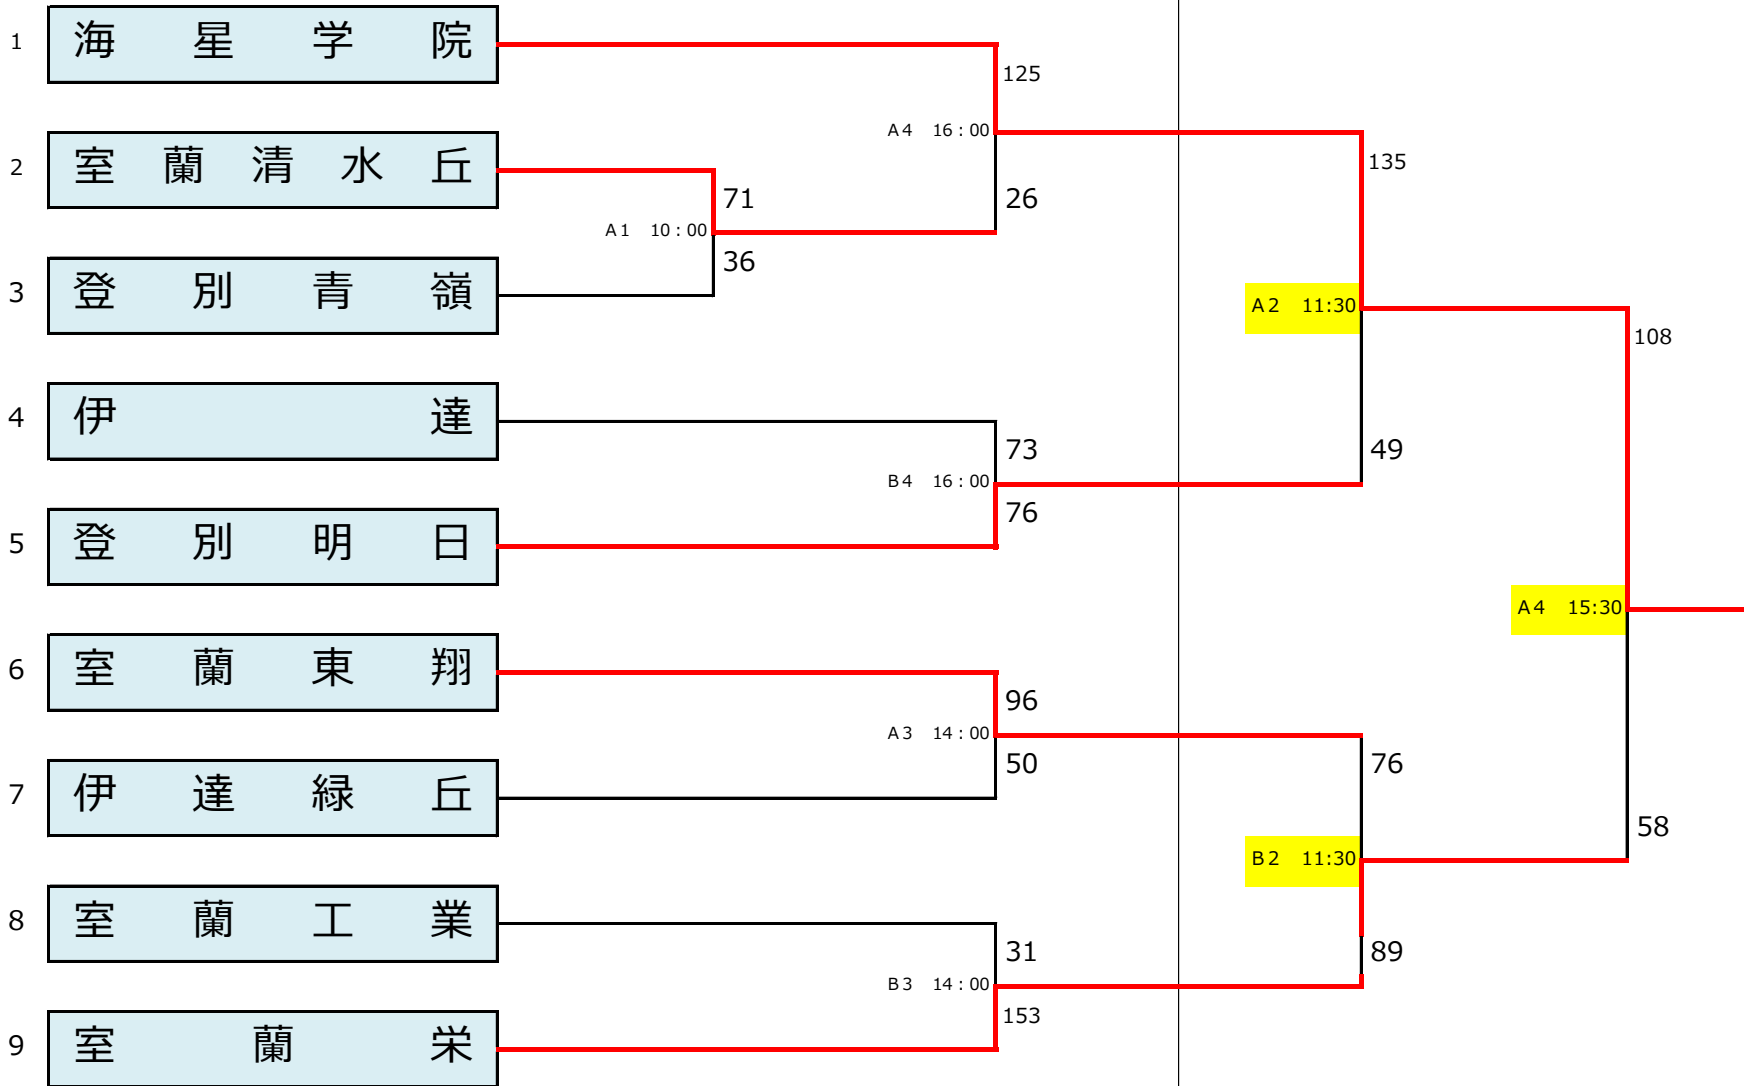 1 海星学院
125
A4 16:00
2 室蘭清水丘
135
71
26
A1 10:00
36
3 登別青嶺
A2 11:30
108
4 伊達
73
49
B4 16:00
76
5 登別明日
A4 15:30
6 室蘭東翔
96
A3 14:00
50
76
7 伊達緑丘
58
B2 11:30
8 室蘭工業
31
89
B3 14:00
153
9 室蘭栄